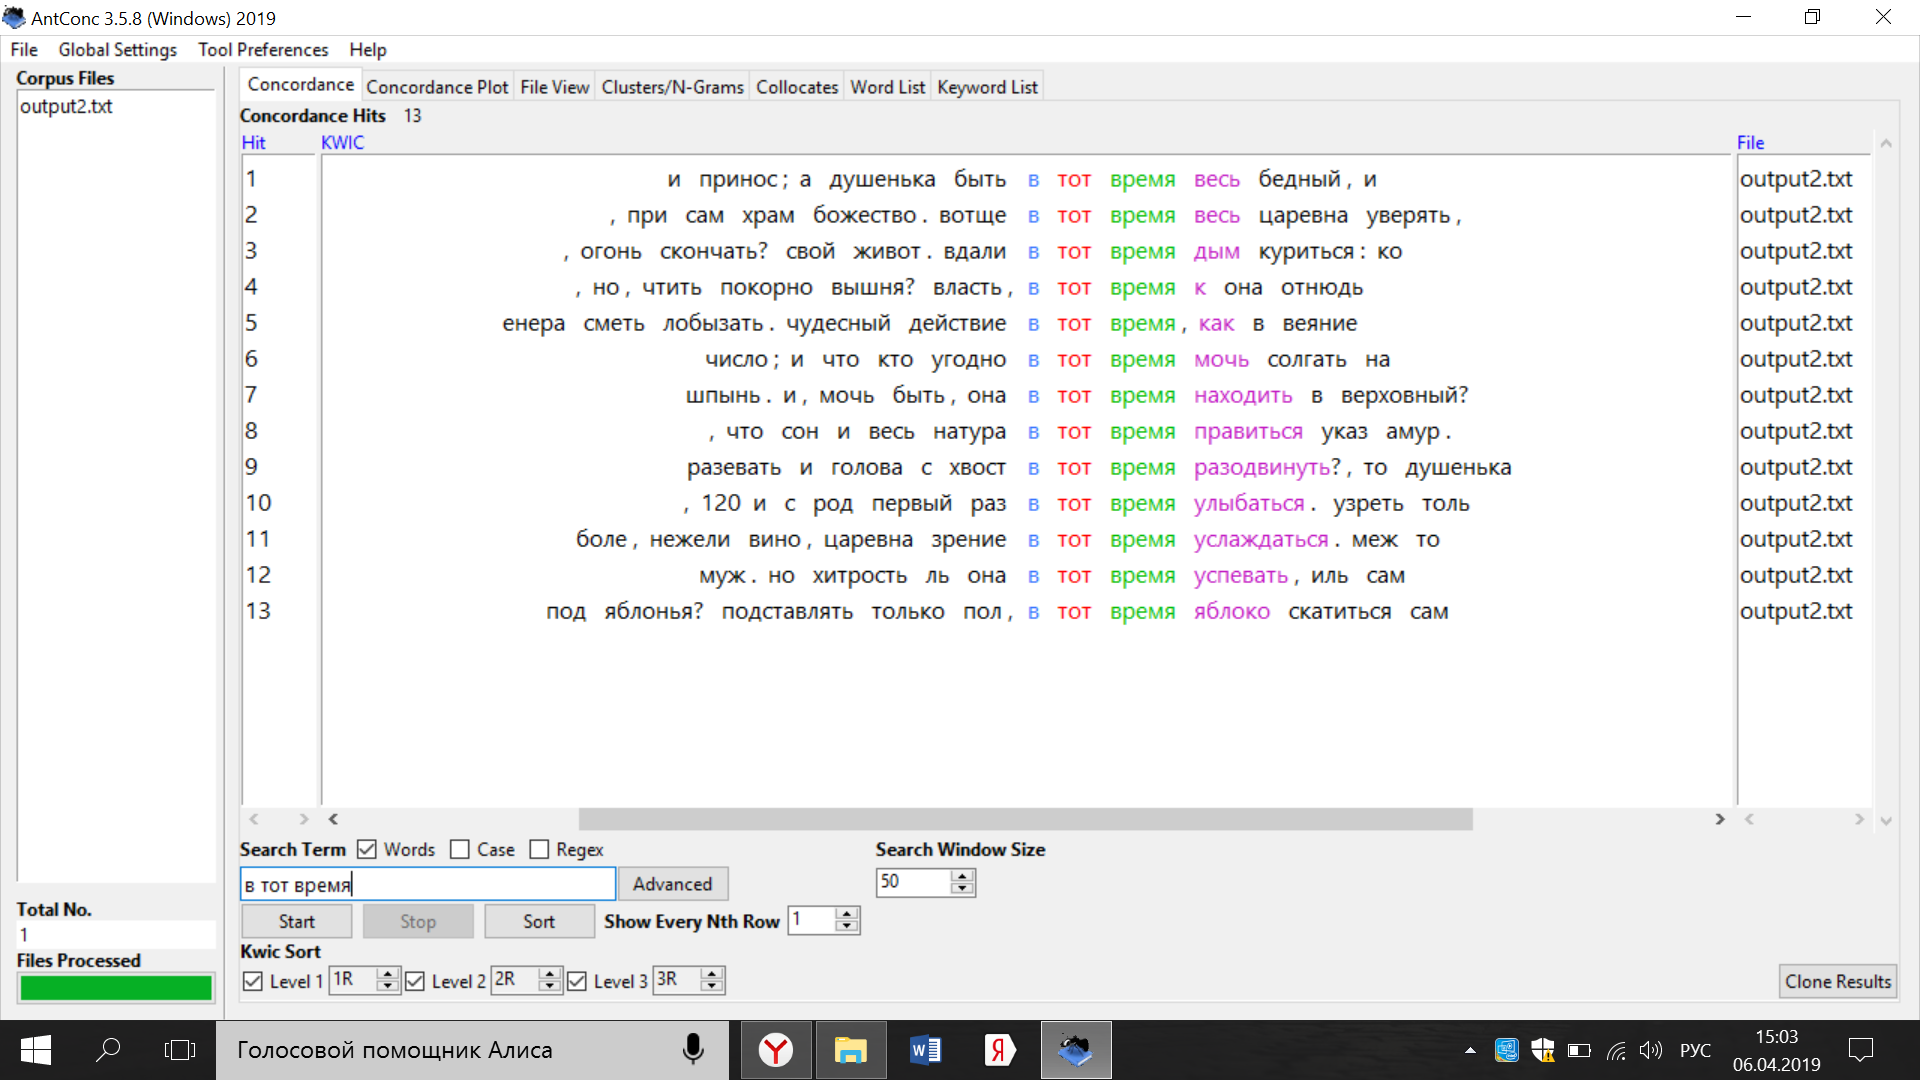 AntConc 3.5.8 (Windows) 2019
File Global Settings Tool Preferences Help
Corpus Files
output2.txt
Concordance Concordance Plot File View Clusters/N-Grams Collocates Word List Keyword List
Concordance Hits 13
Hit KWIC File
1 и принос; а душенька быть в тот время весь бедный, и output2.txt
2 , при сам храм божество. вотще в тот время весь царевна уверять, output2.txt
3 , огонь скончать? свой живот. вдали в тот время дым куриться: ко output2.txt
4 , но, чтить покорно вышня? власть, в тот время к она отнюдь output2.txt
5 енера сметь лобызать. чудесный действие в тот время, как в веяние output2.txt
6 число; и что кто угодно в тот время мочь солгать на output2.txt
7 шпынь. и, мочь быть, она в тот время находить в верховный? output2.txt
8 , что сон и весь натура в тот время правиться указ амур. output2.txt
9 разевать и голова с хвост в тот время разодвинуть?, то душенька output2.txt
10 , 120 и с род первый раз в тот время улыбаться. узреть толь output2.txt
11 боле, нежели вино, царевна зрение в тот время услаждаться. меж то output2.txt
12 муж. но хитрость ль она в тот время успевать, иль сам output2.txt
13 под яблонья? подставлять только пол, в тот время яблоко скатиться сам output2.txt
Search Term Words Case Regex Search Window Size
в тот время Advanced 50
Start Stop Sort Show Every Nth Row 1
Kwic Sort
Level 1 1R Level 2 2R Level 3 3R Clone Results
Total No.
1
Files Processed
Голосовой помощник Алиса
РУС 15:03
06.04.2019